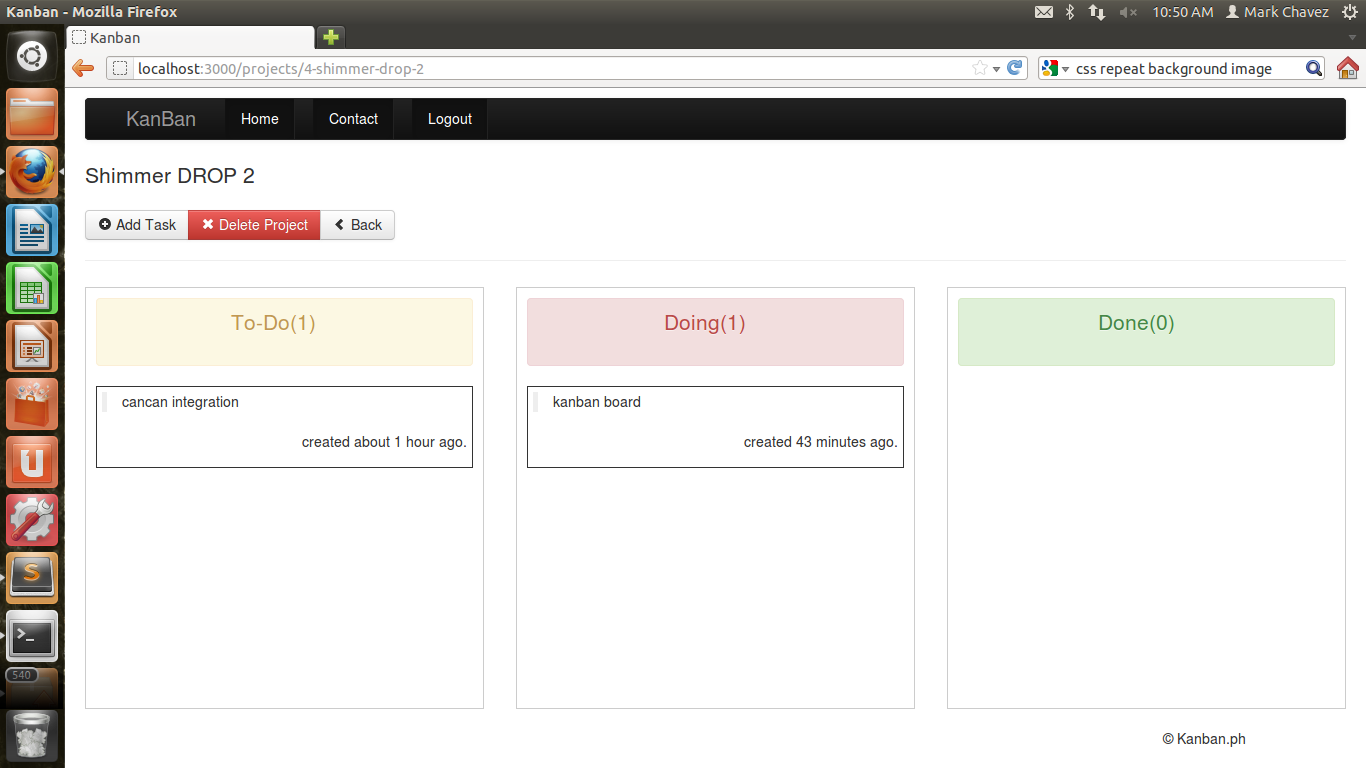 Kanban - Mozilla Firefox
10:50 AM Mark Chavez
Kanban
localhost:3000/projects/4-shimmer-drop-2
css repeat background image
KanBan Home Contact Logout
Shimmer DROP 2
Add Task Delete Project Back
To-Do(1)
Doing(1)
Done(0)
cancan integration
created about 1 hour ago.
kanban board
created 43 minutes ago.
S
>_
540
© Kanban.ph